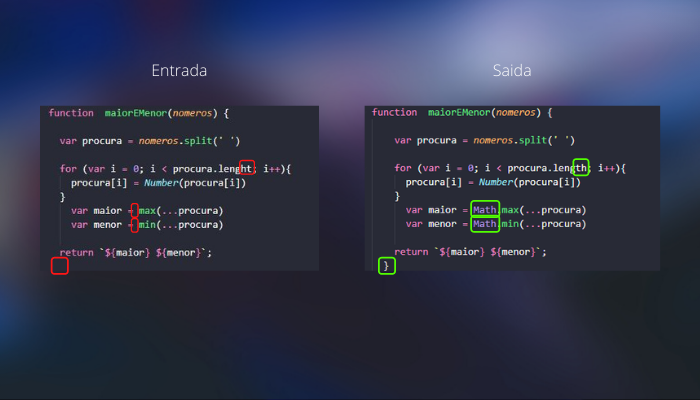 Entrada
function maiorEMenor(nomeros) {
var procura = nomeros.split(' ')
for (var i = 0; i < procura.lenght; i++){
procura[i] = Number(procura[i])
}
var maior = max(...procura)
var menor = min(...procura)
return `${maior} ${menor}`;
Saida
function maiorEMenor(nomeros) {
var procura = nomeros.split(' ')
for (var i = 0; i < procura.length; i++){
procura[i] = Number(procura[i])
}
var maior = Math.max(...procura)
var menor = Math.min(...procura)
return `${maior} ${menor}`;
}